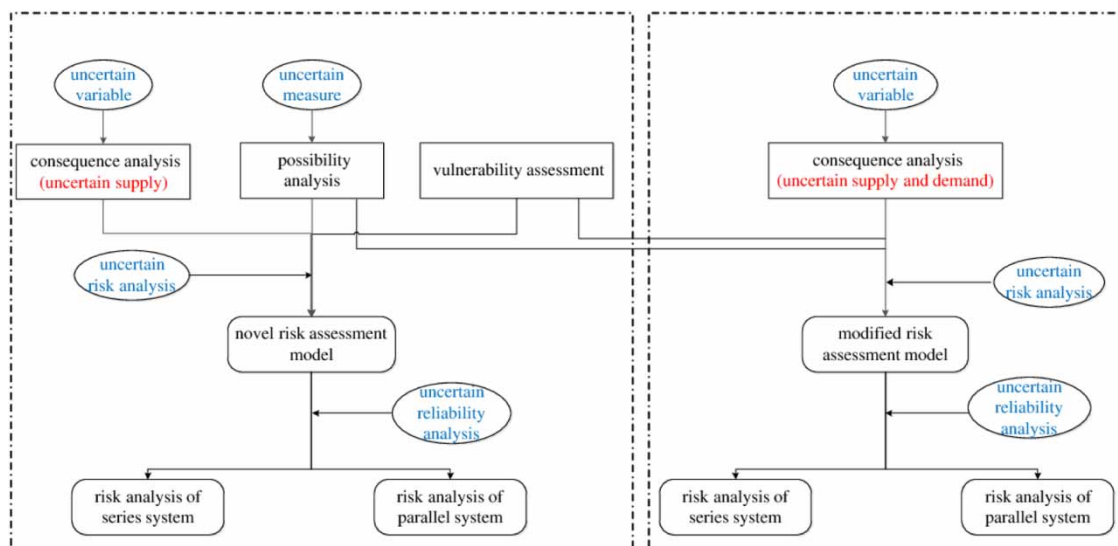 uncertain
variable
uncertain
measure
uncertain
variable
consequence analysis
(uncertain supply)
possibility
analysis
vulnerability assessment
consequence analysis
(uncertain supply and demand)
uncertain
risk analysis
uncertain
risk analysis
novel risk assessment
model
modified risk
assessment model
uncertain
reliability
analysis
uncertain
reliability
analysis
risk analysis of
series system
risk analysis of
parallel system
risk analysis of
series system
risk analysis of
parallel system